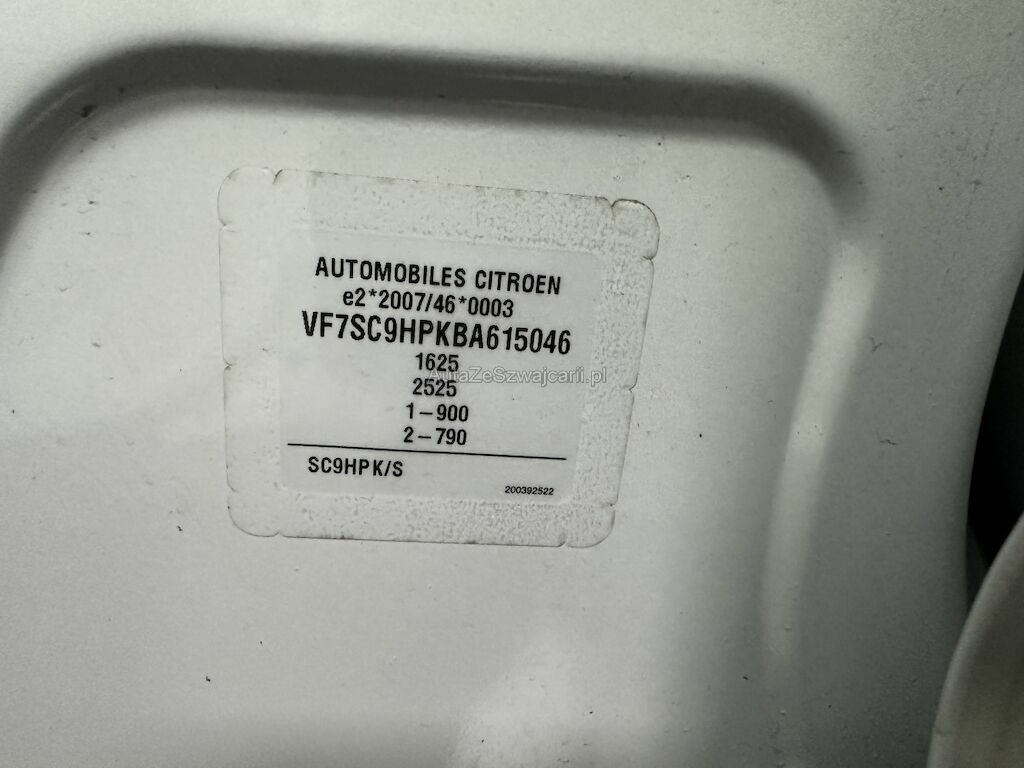 AUTOMOBILES CITROEN
e2*2007/46*0003
VF7SC9HPKBA615046
1625
AutaZeSzwajcarii.pl
2525
1-900
2-790
SC9HPK/S
200392522